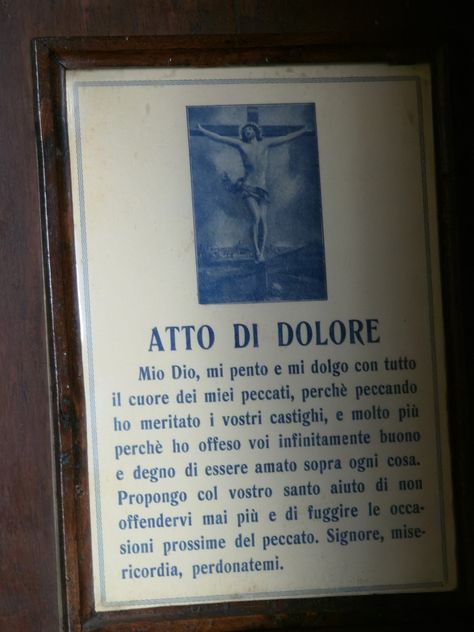 ATTO DI DOLORE
Mio Dio, mi pento e mi dolgo con tutto
il cuore dei miei peccati, perchè peccando
ho meritato i vostri castighi, e molto più
perchè ho offeso voi infinitamente buono
e degno di essere amato sopra ogni cosa.
Propongo col vostro santo aiuto di non
offendervi mai più e di fuggire le occa-
sioni prossime del peccato. Signore, mise-
ricordia, perdonatemi.